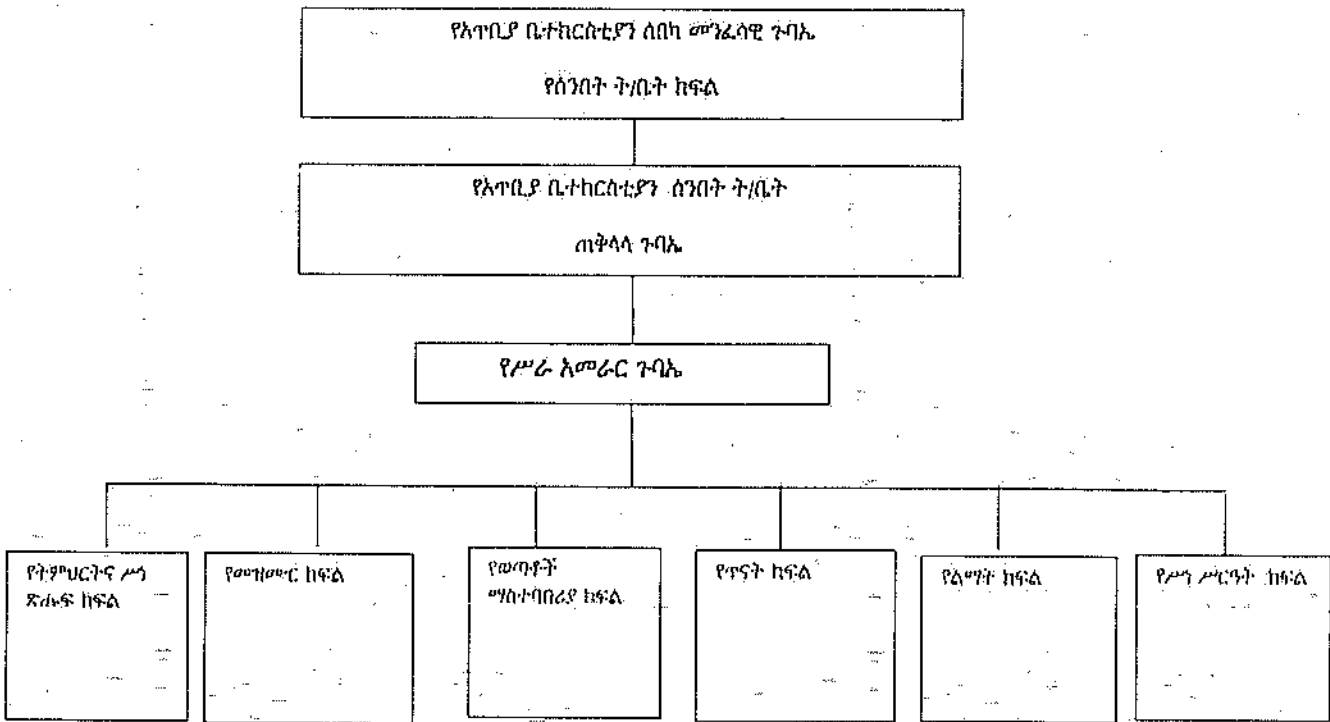 የአጥቢያ ቤተክርስቲያን ሰበካ መንፈሳዊ ጉባኤ
የሰንበት ት/ቤት ክፍል
የአጥቢያ ቤተክርስቲያን ሰንበት ት/ቤት
ጠቅላላ ጉባኤ
የሥራ አመራር ጉባኤ
የትምህርትና ሥነ
ጽሑፍ ክፍል
የመዝሙር ክፍል
የወጣቶች
ማስተባበሪያ ክፍል
የጥናት ክፍል
የልማት ክፍል
የሥነ ሥርዓት ክፍል